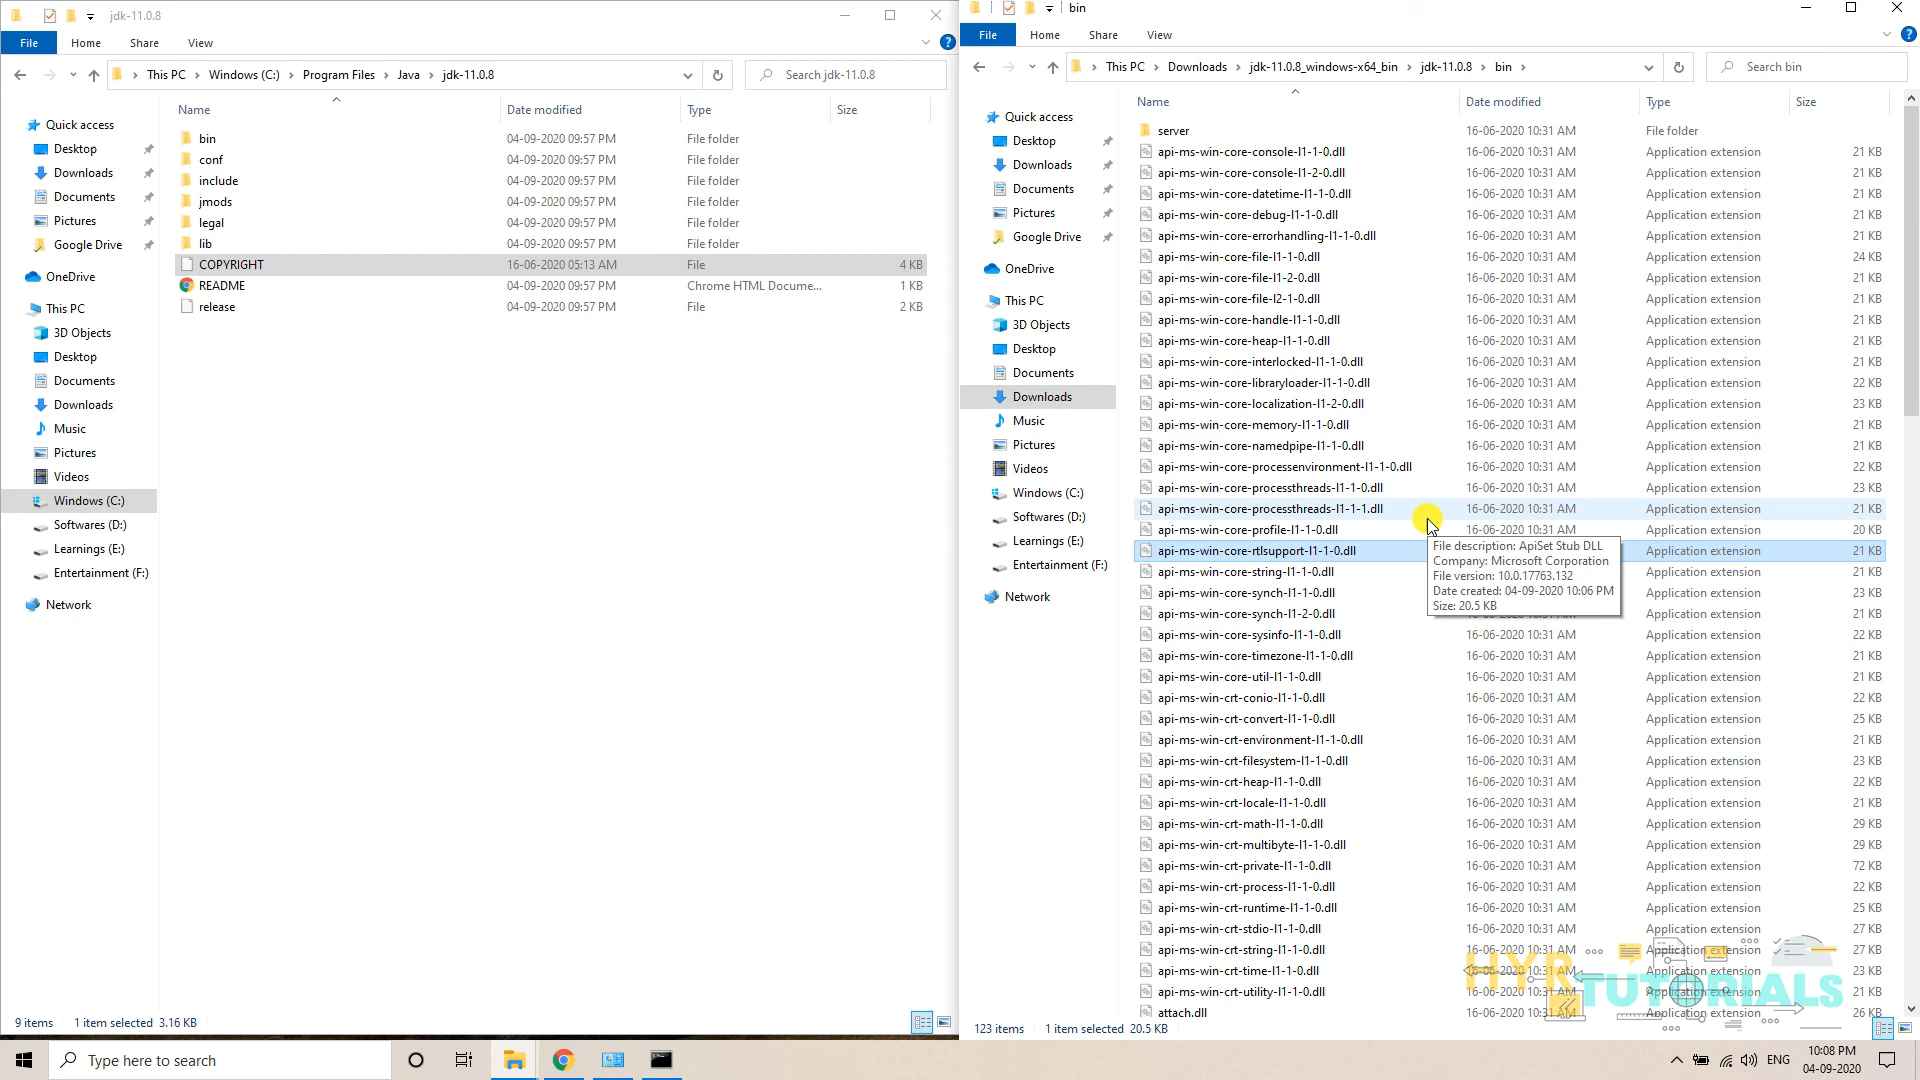 jdk-11.0.8
File Home Share View
This PC Windows (C:) Program Files Java jdk-11.0.8
Search jdk-11.0.8
Name Date modified Type Size
Quick access
Desktop
Downloads
Documents
Pictures
Google Drive
OneDrive
This PC
3D Objects
Desktop
Documents
Downloads
Music
Pictures
Videos
Windows (C:)
Softwares (D:)
Learnings (E:)
Entertainment (F:)
Network
bin 04-09-2020 09:57 PM File folder
conf 04-09-2020 09:57 PM File folder
include 04-09-2020 09:57 PM File folder
jmods 04-09-2020 09:57 PM File folder
legal 04-09-2020 09:57 PM File folder
lib 04-09-2020 09:57 PM File folder
COPYRIGHT 16-06-2020 05:13 AM File 4 KB
README 04-09-2020 09:57 PM Chrome HTML Docume... 1 KB
release 04-09-2020 09:57 PM File 2 KB
9 items 1 item selected 3.16 KB
bin
File Home Share View
This PC Downloads jdk-11.0.8_windows-x64_bin jdk-11.0.8 bin
Search bin
Name Date modified Type Size
Quick access
Desktop
Downloads
Documents
Pictures
Google Drive
OneDrive
This PC
3D Objects
Desktop
Documents
Downloads
Music
Pictures
Videos
Windows (C:)
Softwares (D:)
Learnings (E:)
Entertainment (F:)
Network
server 16-06-2020 10:31 AM File folder
api-ms-win-core-console-l1-1-0.dll 16-06-2020 10:31 AM Application extension 21 KB
api-ms-win-core-console-l1-2-0.dll 16-06-2020 10:31 AM Application extension 21 KB
api-ms-win-core-datetime-l1-1-0.dll 16-06-2020 10:31 AM Application extension 21 KB
api-ms-win-core-debug-l1-1-0.dll 16-06-2020 10:31 AM Application extension 21 KB
api-ms-win-core-errorhandling-l1-1-0.dll 16-06-2020 10:31 AM Application extension 21 KB
api-ms-win-core-file-l1-1-0.dll 16-06-2020 10:31 AM Application extension 24 KB
api-ms-win-core-file-l1-2-0.dll 16-06-2020 10:31 AM Application extension 21 KB
api-ms-win-core-file-l2-1-0.dll 16-06-2020 10:31 AM Application extension 21 KB
api-ms-win-core-handle-l1-1-0.dll 16-06-2020 10:31 AM Application extension 21 KB
api-ms-win-core-heap-l1-1-0.dll 16-06-2020 10:31 AM Application extension 21 KB
api-ms-win-core-interlocked-l1-1-0.dll 16-06-2020 10:31 AM Application extension 21 KB
api-ms-win-core-libraryloader-l1-1-0.dll 16-06-2020 10:31 AM Application extension 22 KB
api-ms-win-core-localization-l1-2-0.dll 16-06-2020 10:31 AM Application extension 23 KB
api-ms-win-core-memory-l1-1-0.dll 16-06-2020 10:31 AM Application extension 21 KB
api-ms-win-core-namedpipe-l1-1-0.dll 16-06-2020 10:31 AM Application extension 21 KB
api-ms-win-core-processenvironment-l1-1-0.dll 16-06-2020 10:31 AM Application extension 22 KB
api-ms-win-core-processthreads-l1-1-0.dll 16-06-2020 10:31 AM Application extension 23 KB
api-ms-win-core-processthreads-l1-1-1.dll 16-06-2020 10:31 AM Application extension 21 KB
api-ms-win-core-profile-l1-1-0.dll 16-06-2020 10:31 AM Application extension 20 KB
api-ms-win-core-rtlsupport-l1-1-0.dll Application extension 21 KB
api-ms-win-core-string-l1-1-0.dll Application extension 21 KB
api-ms-win-core-synch-l1-1-0.dll Application extension 23 KB
api-ms-win-core-synch-l1-2-0.dll 16-06-2020 10:31 AM Application extension 21 KB
api-ms-win-core-sysinfo-l1-1-0.dll 16-06-2020 10:31 AM Application extension 22 KB
api-ms-win-core-timezone-l1-1-0.dll 16-06-2020 10:31 AM Application extension 21 KB
api-ms-win-core-util-l1-1-0.dll 16-06-2020 10:31 AM Application extension 21 KB
api-ms-win-crt-conio-l1-1-0.dll 16-06-2020 10:31 AM Application extension 22 KB
api-ms-win-crt-convert-l1-1-0.dll 16-06-2020 10:31 AM Application extension 25 KB
api-ms-win-crt-environment-l1-1-0.dll 16-06-2020 10:31 AM Application extension 21 KB
api-ms-win-crt-filesystem-l1-1-0.dll 16-06-2020 10:31 AM Application extension 23 KB
api-ms-win-crt-heap-l1-1-0.dll 16-06-2020 10:31 AM Application extension 22 KB
api-ms-win-crt-locale-l1-1-0.dll 16-06-2020 10:31 AM Application extension 21 KB
api-ms-win-crt-math-l1-1-0.dll 16-06-2020 10:31 AM Application extension 29 KB
api-ms-win-crt-multibyte-l1-1-0.dll 16-06-2020 10:31 AM Application extension 29 KB
api-ms-win-crt-private-l1-1-0.dll 16-06-2020 10:31 AM Application extension 72 KB
api-ms-win-crt-process-l1-1-0.dll 16-06-2020 10:31 AM Application extension 22 KB
api-ms-win-crt-runtime-l1-1-0.dll 16-06-2020 10:31 AM Application extension 25 KB
api-ms-win-crt-stdio-l1-1-0.dll 16-06-2020 10:31 AM Application extension 27 KB
api-ms-win-crt-string-l1-1-0.dll 16-06-2020 10:31 AM Application extension 27 KB
api-ms-win-crt-time-l1-1-0.dll 16-06-2020 10:31 AM Application extension 23 KB
api-ms-win-crt-utility-l1-1-0.dll 16-06-2020 10:31 AM Application extension 21 KB
attach.dll 16-06-2020 10:31 AM Application extension 26 KB
File description: ApiSet Stub DLL
Company: Microsoft Corporation
File version: 10.0.17763.132
Date created: 04-09-2020 10:06 PM
Size: 20.5 KB
HYR TUTORIALS
123 items 1 item selected 20.5 KB
Type here to search
ENG
10:08 PM
04-09-2020